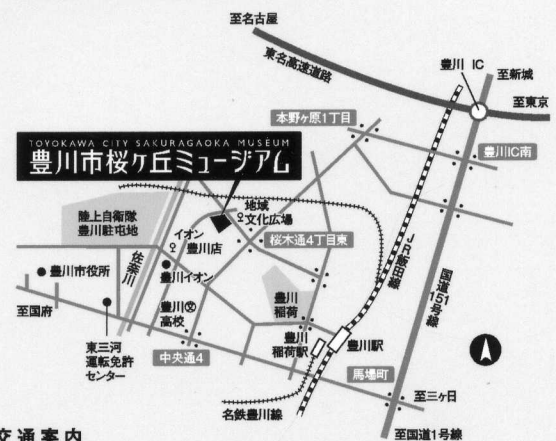 至名古屋
東名高速道路
豊川 IC
至新城
至東京
本野ヶ原1丁目
豊川IC南
TOYOKAWA CITY SAKURAGAOKA MUSEUM
豊川市桜ヶ丘ミュージアム
地域
文化広場
陸上自衛隊
豊川駐屯地
イオン
豊川店
桜木通4丁目東
JR飯田線
国道151号線
佐奈川
豊川市役所
豊川イオン
至国府
豊川
高校
文
豊川
稲荷
豊川
稲荷駅
豊川駅
東三河
運転免許
センター
中央通4
馬場町
至三ヶ日
名鉄豊川線
至国道1号線
交通案内